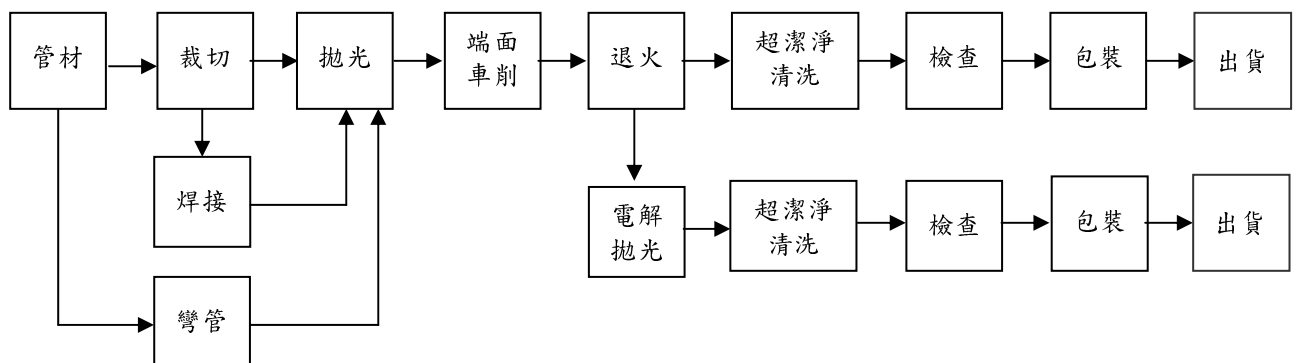 管材
裁切
拋光
端面
車削
退火
超潔淨
清洗
檢查
包裝
出貨
焊接
電解
拋光
超潔淨
清洗
檢查
包裝
出貨
彎管